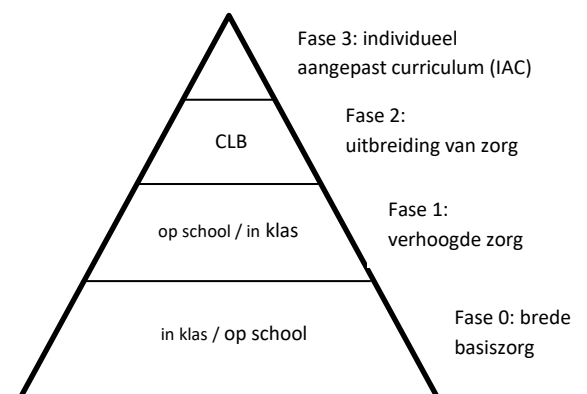 Fase 3: individueel
aangepast curriculum (IAC)
Fase 2:
CLB
uitbreiding van zorg
Fase 1:
op school / in klas
verhoogde zorg
Fase 0: brede
in klas / op school
basiszorg